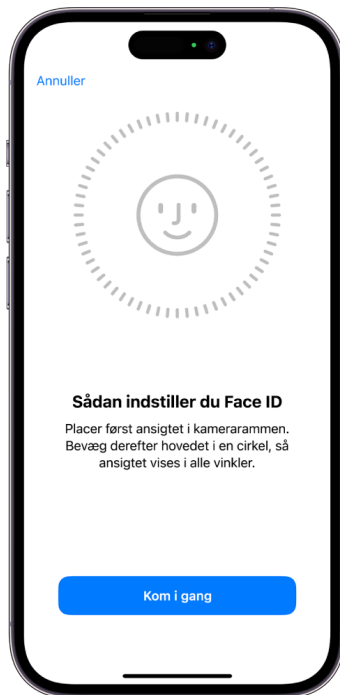 Annuller
Sådan indstiller du Face ID
Placer først ansigtet i kamerarammen.
Bevæg derefter hovedet i en cirkel, så
ansigtet vises i alle vinkler.
Kom i gang